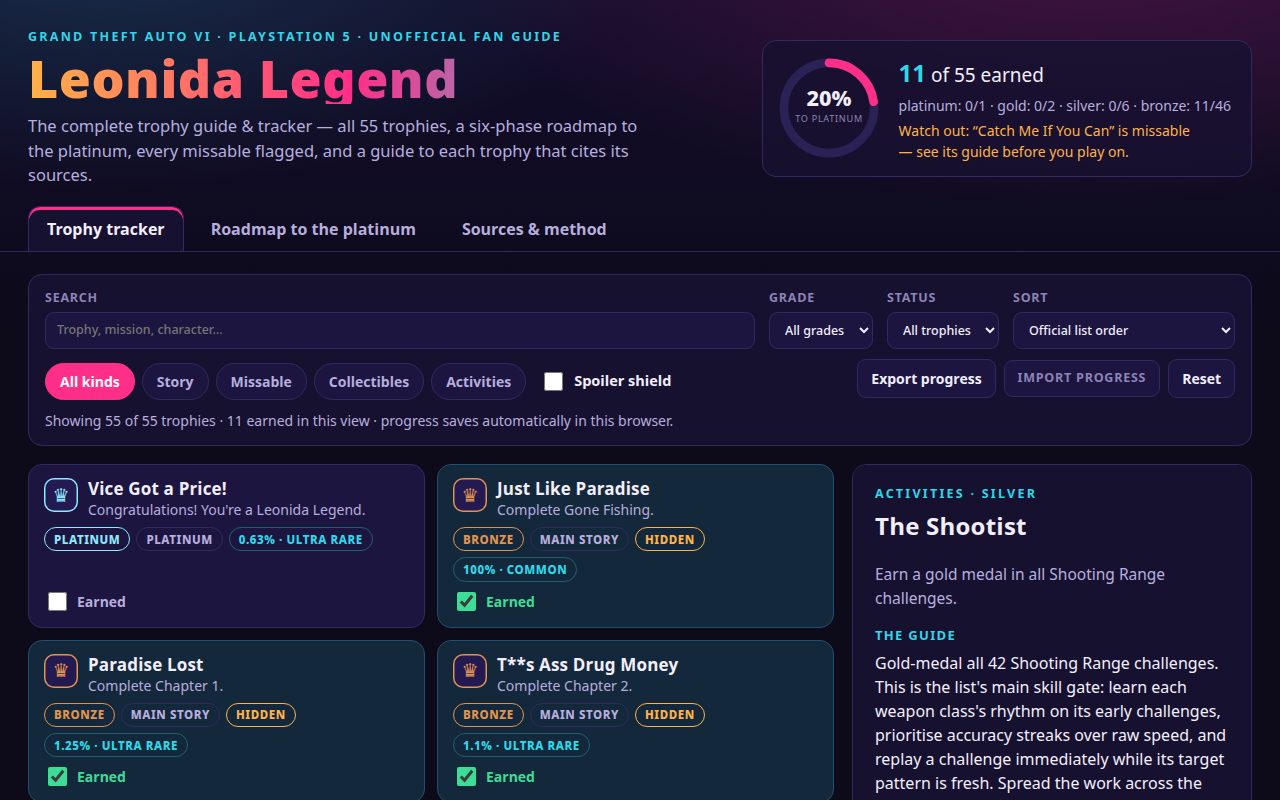 GRAND THEFT AUTO VI · PLAYSTATION 5 · UNOFFICIAL FAN GUIDE
Leonida Legend
The complete trophy guide & tracker — all 55 trophies, a six-phase roadmap to
the platinum, every missable flagged, and a guide to each trophy that cites its
sources.
20%
TO PLATINUM
11 of 55 earned
platinum: 0/1 · gold: 0/2 · silver: 0/6 · bronze: 11/46
Watch out: “Catch Me If You Can” is missable
— see its guide before you play on.
Trophy tracker
Roadmap to the platinum
Sources & method
SEARCH
GRADE
STATUS
SORT
Trophy, mission, character…
All grades
All trophies
Official list order
All kinds
Story
Missable
Collectibles
Activities
Spoiler shield
Export progress
IMPORT PROGRESS
Reset
Showing 55 of 55 trophies · 11 earned in this view · progress saves automatically in this browser.
Vice Got a Price!
Congratulations! You're a Leonida Legend.
PLATINUM
PLATINUM
0.63% · ULTRA RARE
Earned
Just Like Paradise
Complete Gone Fishing.
BRONZE
MAIN STORY
HIDDEN
100% · COMMON
Earned
Paradise Lost
Complete Chapter 1.
BRONZE
MAIN STORY
HIDDEN
1.25% · ULTRA RARE
Earned
T**s Ass Drug Money
Complete Chapter 2.
BRONZE
MAIN STORY
HIDDEN
1.1% · ULTRA RARE
Earned
ACTIVITIES · SILVER
The Shootist
Earn a gold medal in all Shooting Range
challenges.
THE GUIDE
Gold-medal all 42 Shooting Range challenges.
This is the list's main skill gate: learn each
weapon class's rhythm on its early challenges,
prioritise accuracy streaks over raw speed, and
replay a challenge immediately while its target
pattern is fresh. Spread the work across the